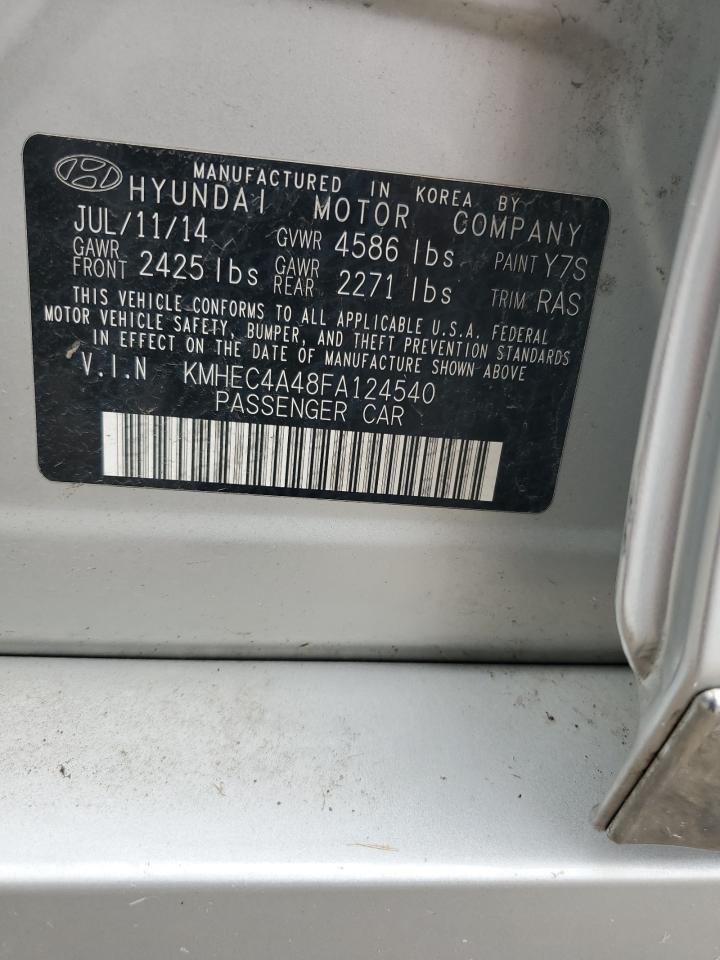 MANUFACTURED IN KOREA BY
HYUNDAI MOTOR COMPANY
JUL/11/14 GVWR 4586 lbs PAINT Y7S
GAWR FRONT 2425 lbs GAWR REAR 2271 lbs TRIM RAS
THIS VEHICLE CONFORMS TO ALL APPLICABLE U.S.A. FEDERAL
MOTOR VEHICLE SAFETY, BUMPER, AND THEFT PREVENTION STANDARDS
IN EFFECT ON THE DATE OF MANUFACTURE SHOWN ABOVE
V.I.N KMHEC4A48FA124540
PASSENGER CAR